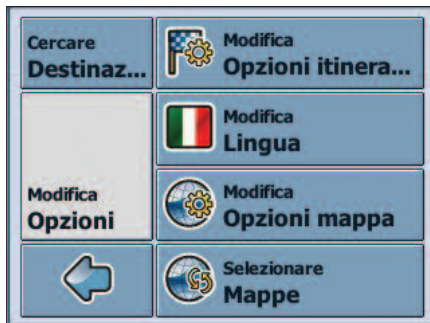 Cercare
Destinaz...
Modifica
Opzioni itinera...
Modifica
Lingua
Modifica
Opzioni
Modifica
Opzioni mappa
Selezionare
Mappe